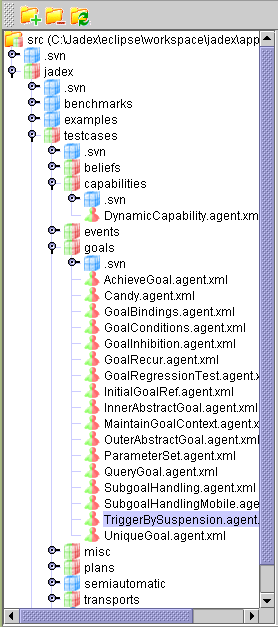 src (C:\Jadex\eclipse\workspace\jadex\app
.svn
jadex
.svn
benchmarks
examples
testcases
.svn
beliefs
capabilities
.svn
DynamicCapability.agent.xm
events
goals
.svn
AchieveGoal.agent.xml
Candy.agent.xml
GoalBindings.agent.xml
GoalConditions.agent.xml
GoalInhibition.agent.xml
GoalRecur.agent.xml
GoalRegressionTest.agent.xml
InitialGoalRef.agent.xml
InnerAbstractGoal.agent.xml
MaintainGoalContext.agent.xml
OuterAbstractGoal.agent.xml
ParameterSet.agent.xml
QueryGoal.agent.xml
SubgoalHandling.agent.xml
SubgoalHandlingMobile.age
TriggerBySuspension.agent.
UniqueGoal.agent.xml
misc
plans
semiautomatic
transports